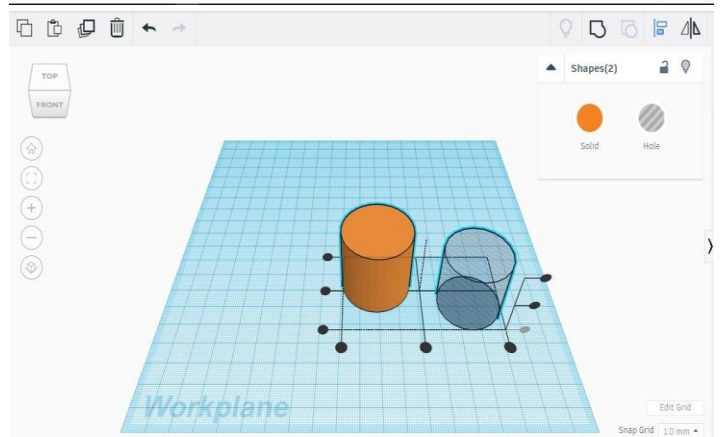 TOP
FRONT
Shapes(2)
Solid
Hole
Workplane
Edit Grid
Snap Grid 1.0 mm